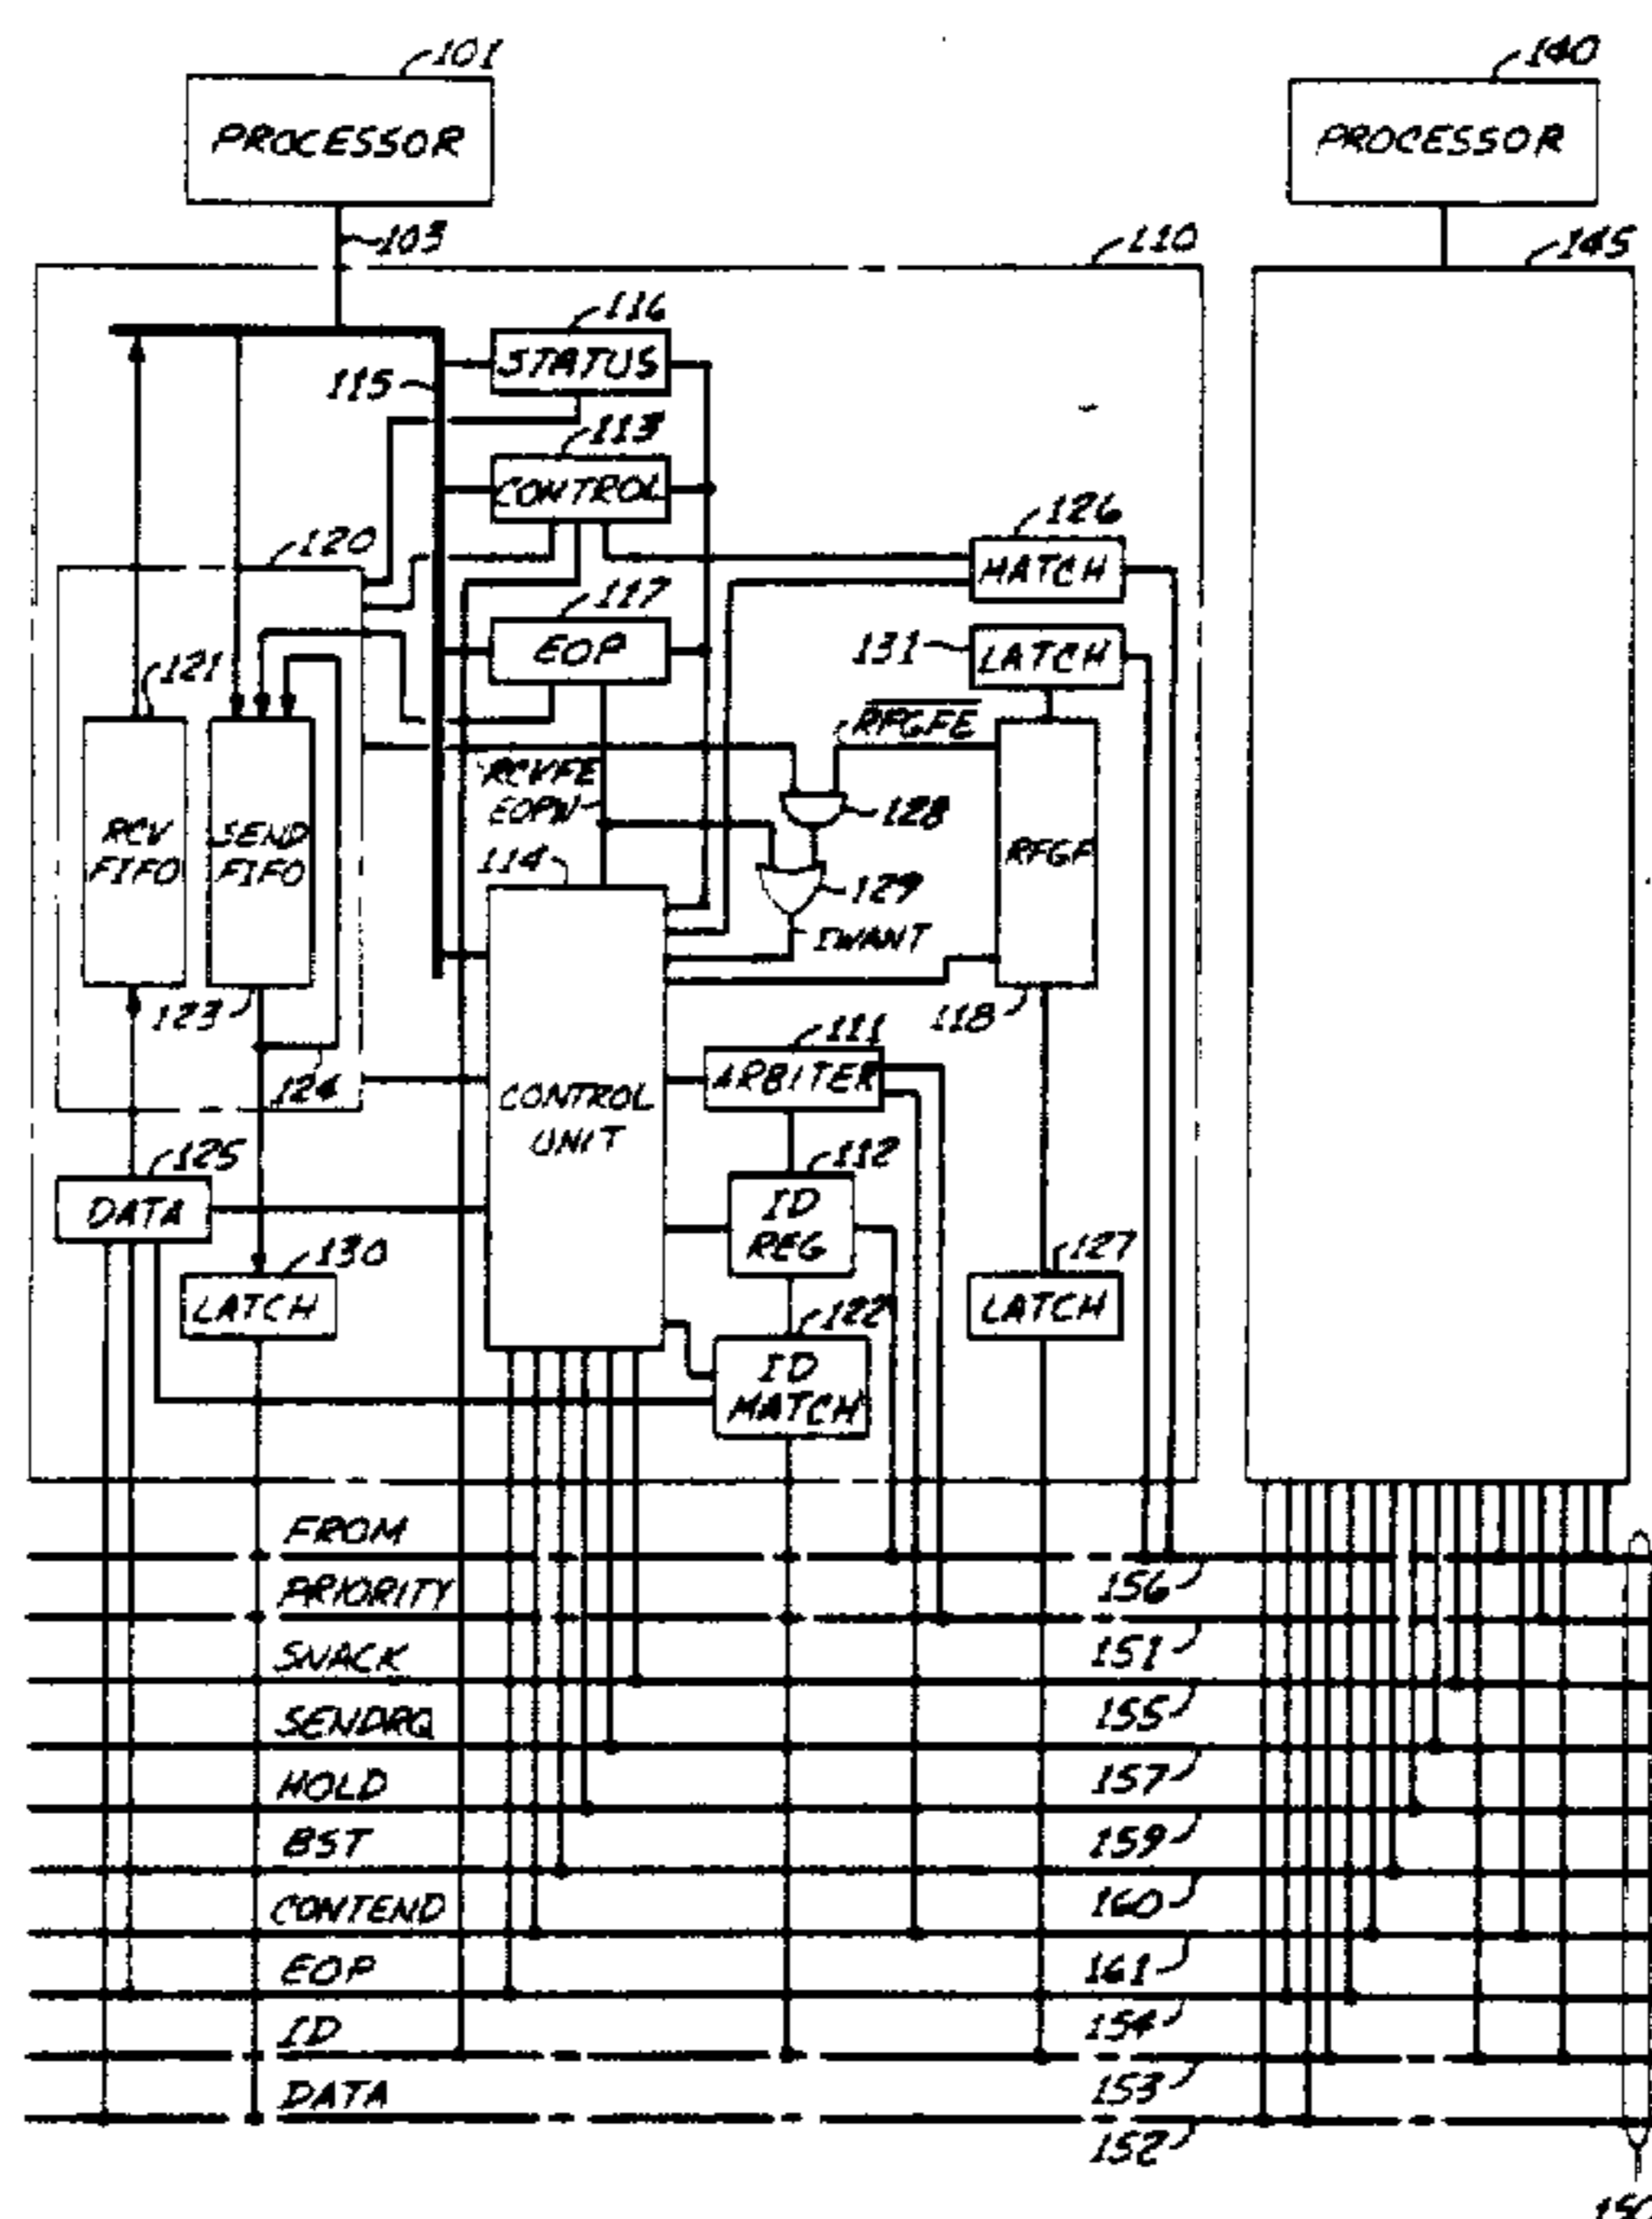 101
140
PROCESSOR
PROCESSOR
103
110
145
116
STATUS
115
113
CONTROL
126
MATCH
120
117
EOP
131
LATCH
121
RFGFE
RCVFE
EOPW
128
RCV
FIFO
SEND
FIFO
RFGF
114
129
IWANT
123
118
111
ARBITER
124
CONTROL
UNIT
125
DATA
112
ID
REG
130
LATCH
127
LATCH
122
ID
MATCH
FROM
156
PRIORITY
151
SNACK
155
SENDRQ
157
HOLD
159
BST
160
CONTEND
161
EOP
154
ID
153
DATA
152